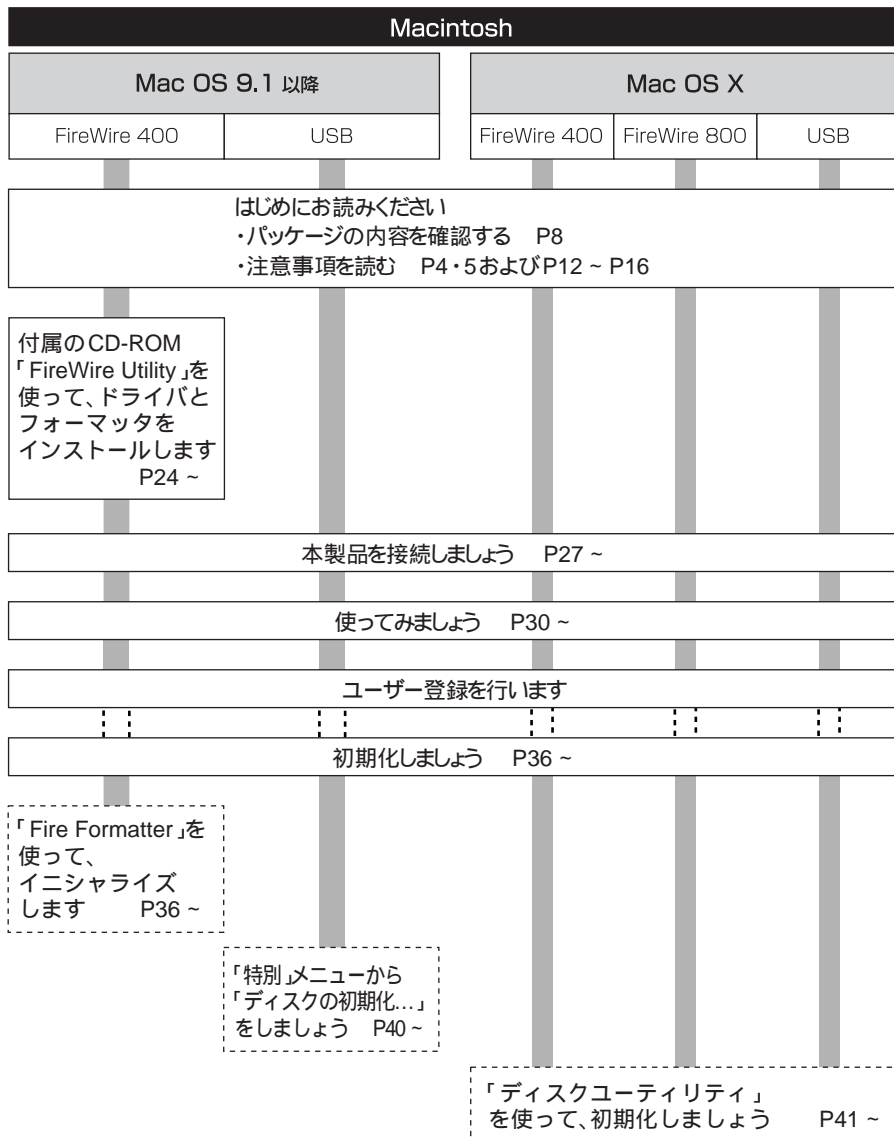 Macintosh
Mac OS 9.1 以降
Mac OS X
FireWire 400
USB
FireWire 400
FireWire 800
USB
はじめにお読みください
・パッケージの内容を確認する P8
・注意事項を読む P4・5およびP12 ~ P16
付属のCD-ROM
「FireWire Utility」を
使って、ドライバと
フォーマッタを
インストールします
P24 ~
本製品を接続しましょう P27 ~
使ってみましょう P30 ~
ユーザー登録を行います
初期化しましょう P36 ~
「Fire Formatter」を
使って、
イニシャライズ
します P36 ~
「特別」メニューから
「ディスクの初期化...」
をしましょう P40 ~
「ディスクユーティリティ」
を使って、初期化しましょう P41 ~